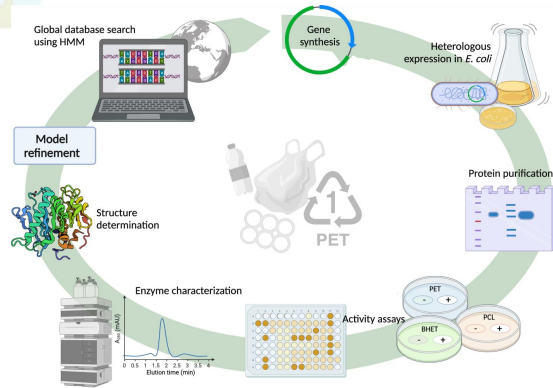 Global database search
using HMM
Gene
synthesis
Heterologous
expression in E. coli
Protein purification
PET
- +
PCL
- +
BHET
- +
Activity assays
Enzyme characterization
Elution time (min)
0 0.5 1 1.5 2 2.5 3 3.5 4
Structure
determination
Model
refinement
1
PET